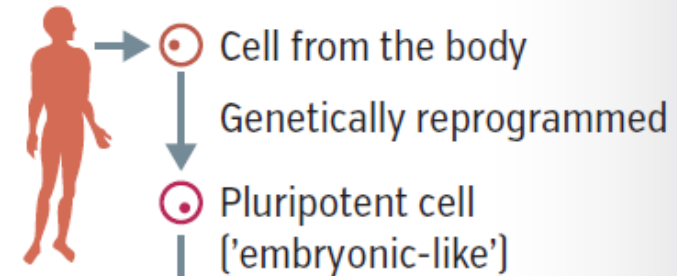 Cell from the body
Genetically reprogrammed
Pluripotent cell
('embryonic-like')